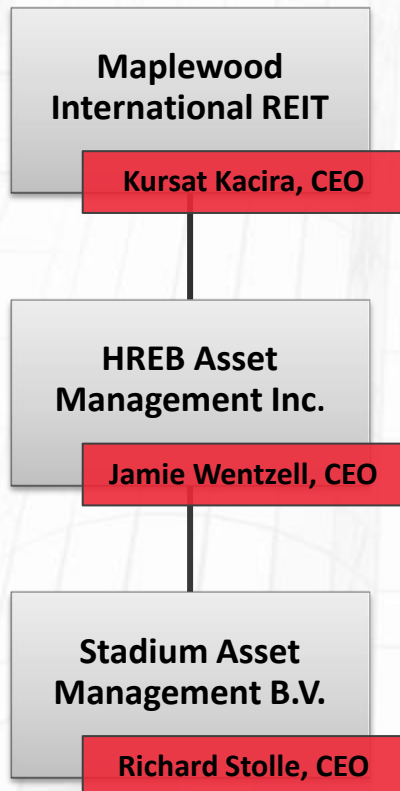 Maplewood
International REIT
Kursat Kacira, CEO
HREB Asset
Management Inc.
Jamie Wentzell, CEO
Stadium Asset
Management B.V.
Richard Stolle, CEO